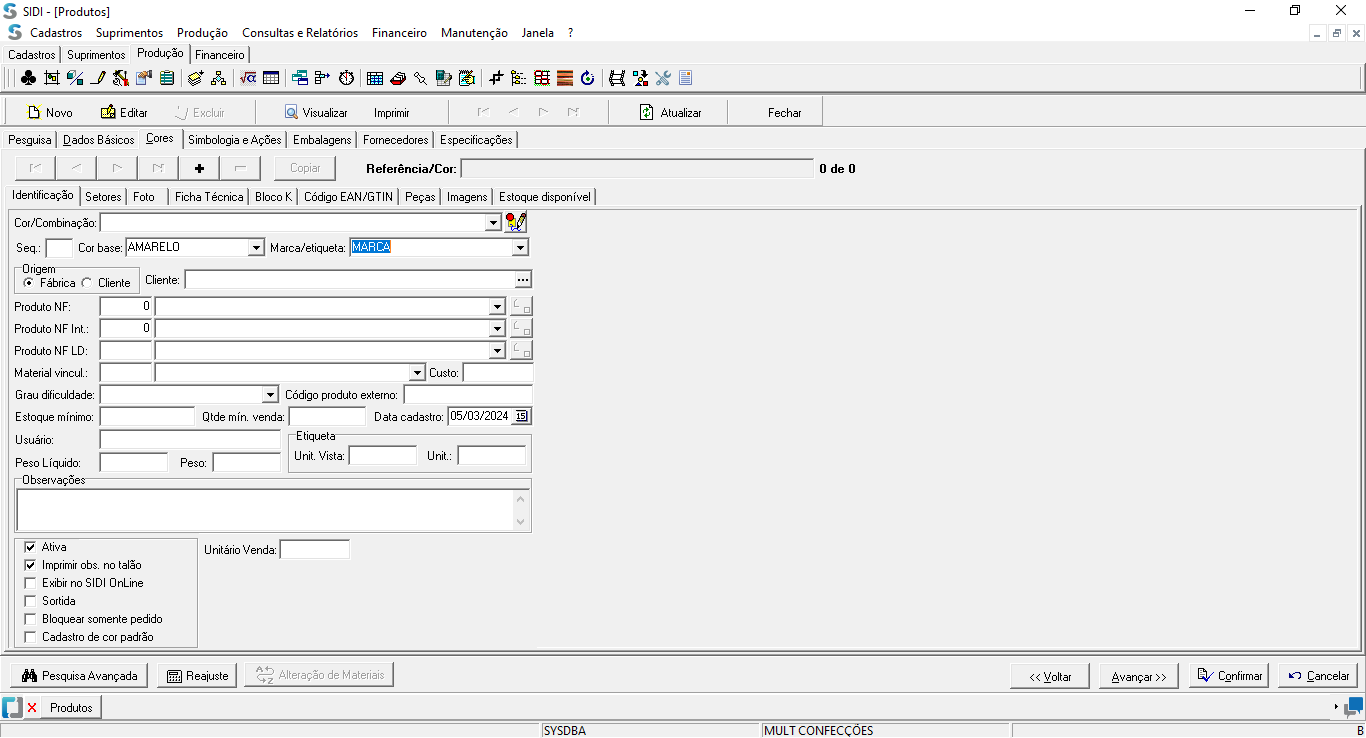 SIDI - [Produtos]
Cadastros Suprimentos Produção Consultas e Relatórios Financeiro Manutenção Janela ?
Cadastros Suprimentos Produção Financeiro
Novo Editar Excluir Visualizar Imprimir Atualizar Fechar
Pesquisa Dados Básicos Cores Simbologia e Ações Embalagens Fornecedores Especificações
Copiar Referência/Cor: 0 de 0
Identificação Setores Foto Ficha Técnica Bloco K Código EAN/GTIN Peças Imagens Estoque disponível
Cor/Combinação:
Seq.: Cor base: AMARELO Marca/etiqueta: MARCA
Origem
Fábrica Cliente Cliente: ...
Produto NF: 0
Produto NF Int.: 0
Produto NF LD:
Material vincul.: Custo:
Grau dificuldade: Código produto externo:
Estoque mínimo: Qtde mín. venda: Data cadastro: 05/03/2024 15
Usuário: Etiqueta
Unit. Vista: Unit.:
Peso Líquido: Peso:
Observações
Ativa Unitário Venda:
Imprimir obs. no talão
Exibir no SIDI OnLine
Sortida
Bloquear somente pedido
Cadastro de cor padrão
Pesquisa Avançada Reajuste Alteração de Materiais << Voltar Avançar >> Confirmar Cancelar
Produtos
SYSDBA MULT CONFECÇÕES B